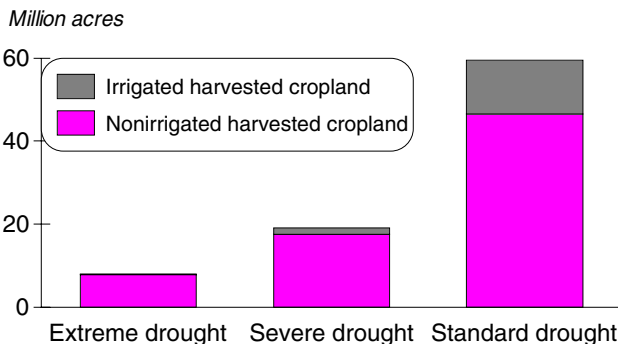 Million acres
60
Irrigated harvested cropland
Nonirrigated harvested cropland
40
20
0
Extreme drought Severe drought Standard drought